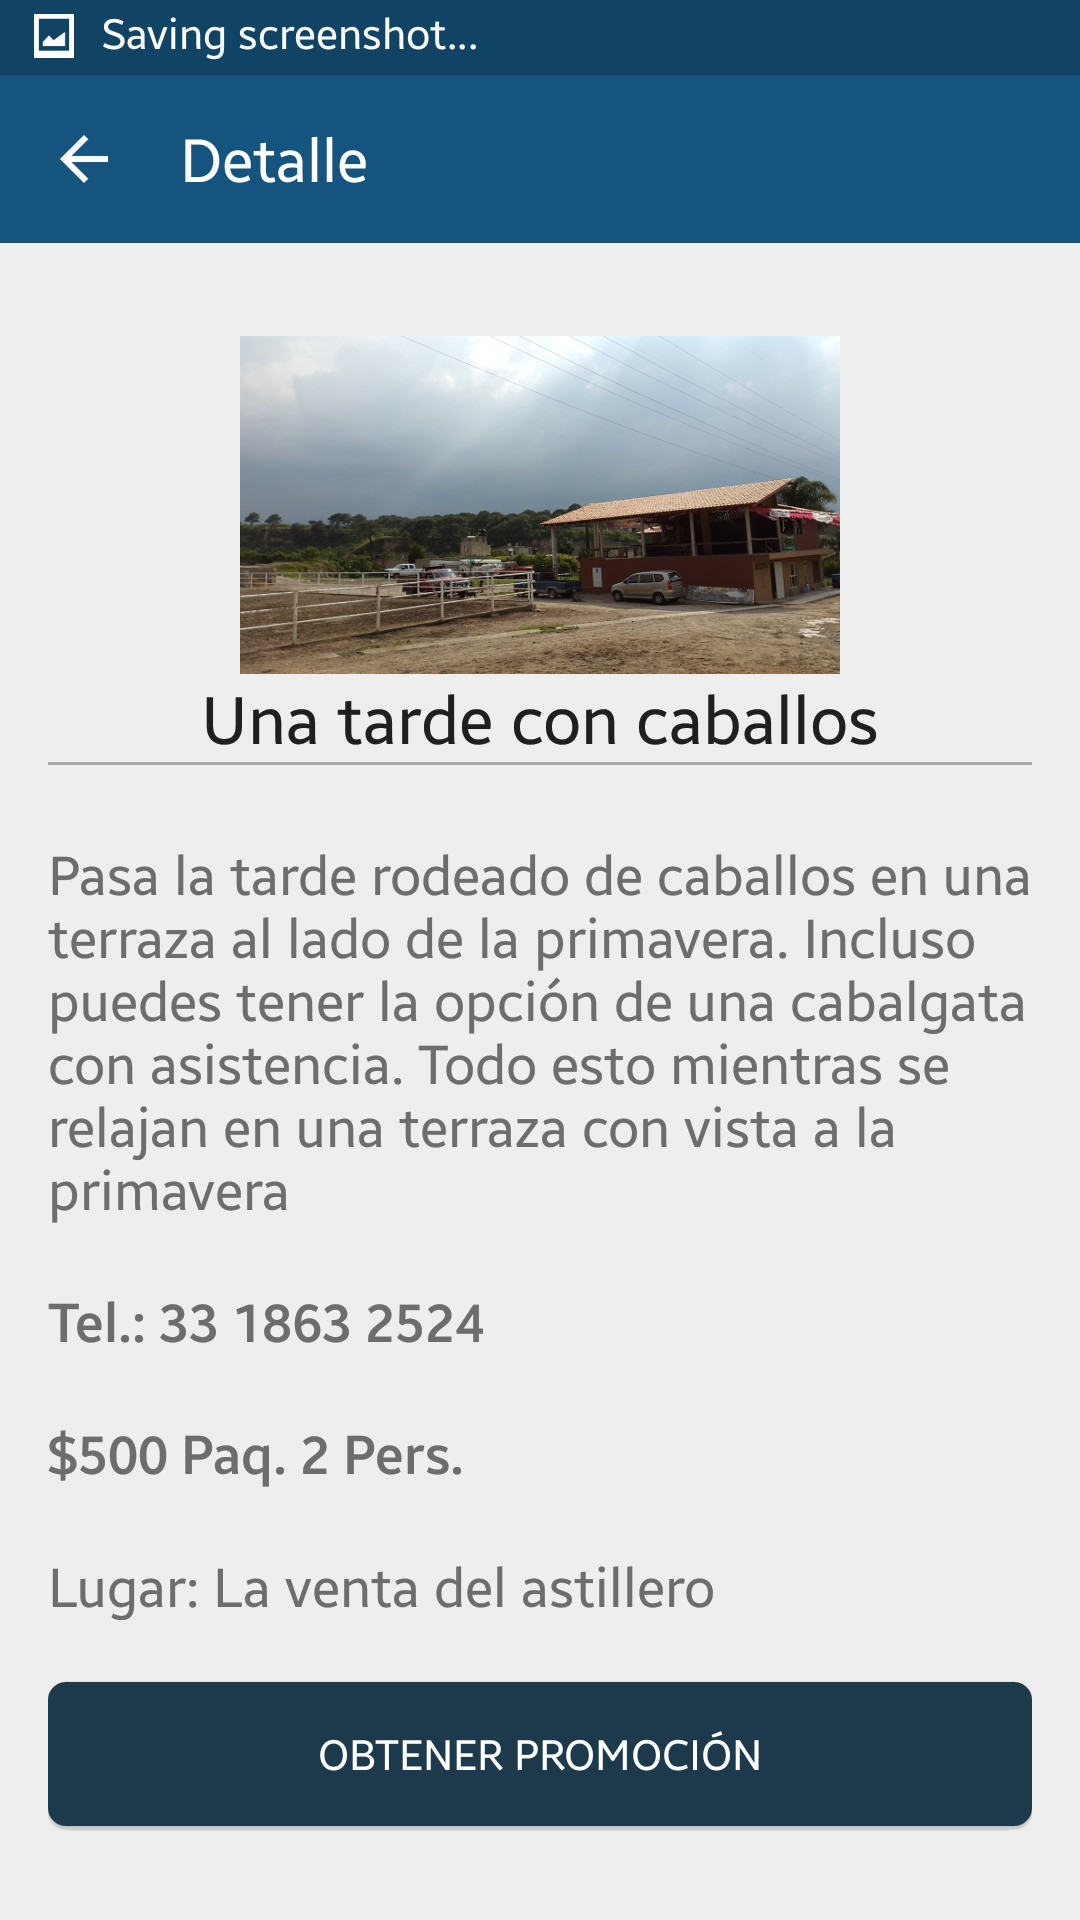 Saving screenshot...
Detalle
Una tarde con caballos
Pasa la tarde rodeado de caballos en una
terraza al lado de la primavera. Incluso
puedes tener la opción de una cabalgata
con asistencia. Todo esto mientras se
relajan en una terraza con vista a la
primavera
Tel.: 33 1863 2524
$500 Paq. 2 Pers.
Lugar: La venta del astillero
OBTENER PROMOCIÓN